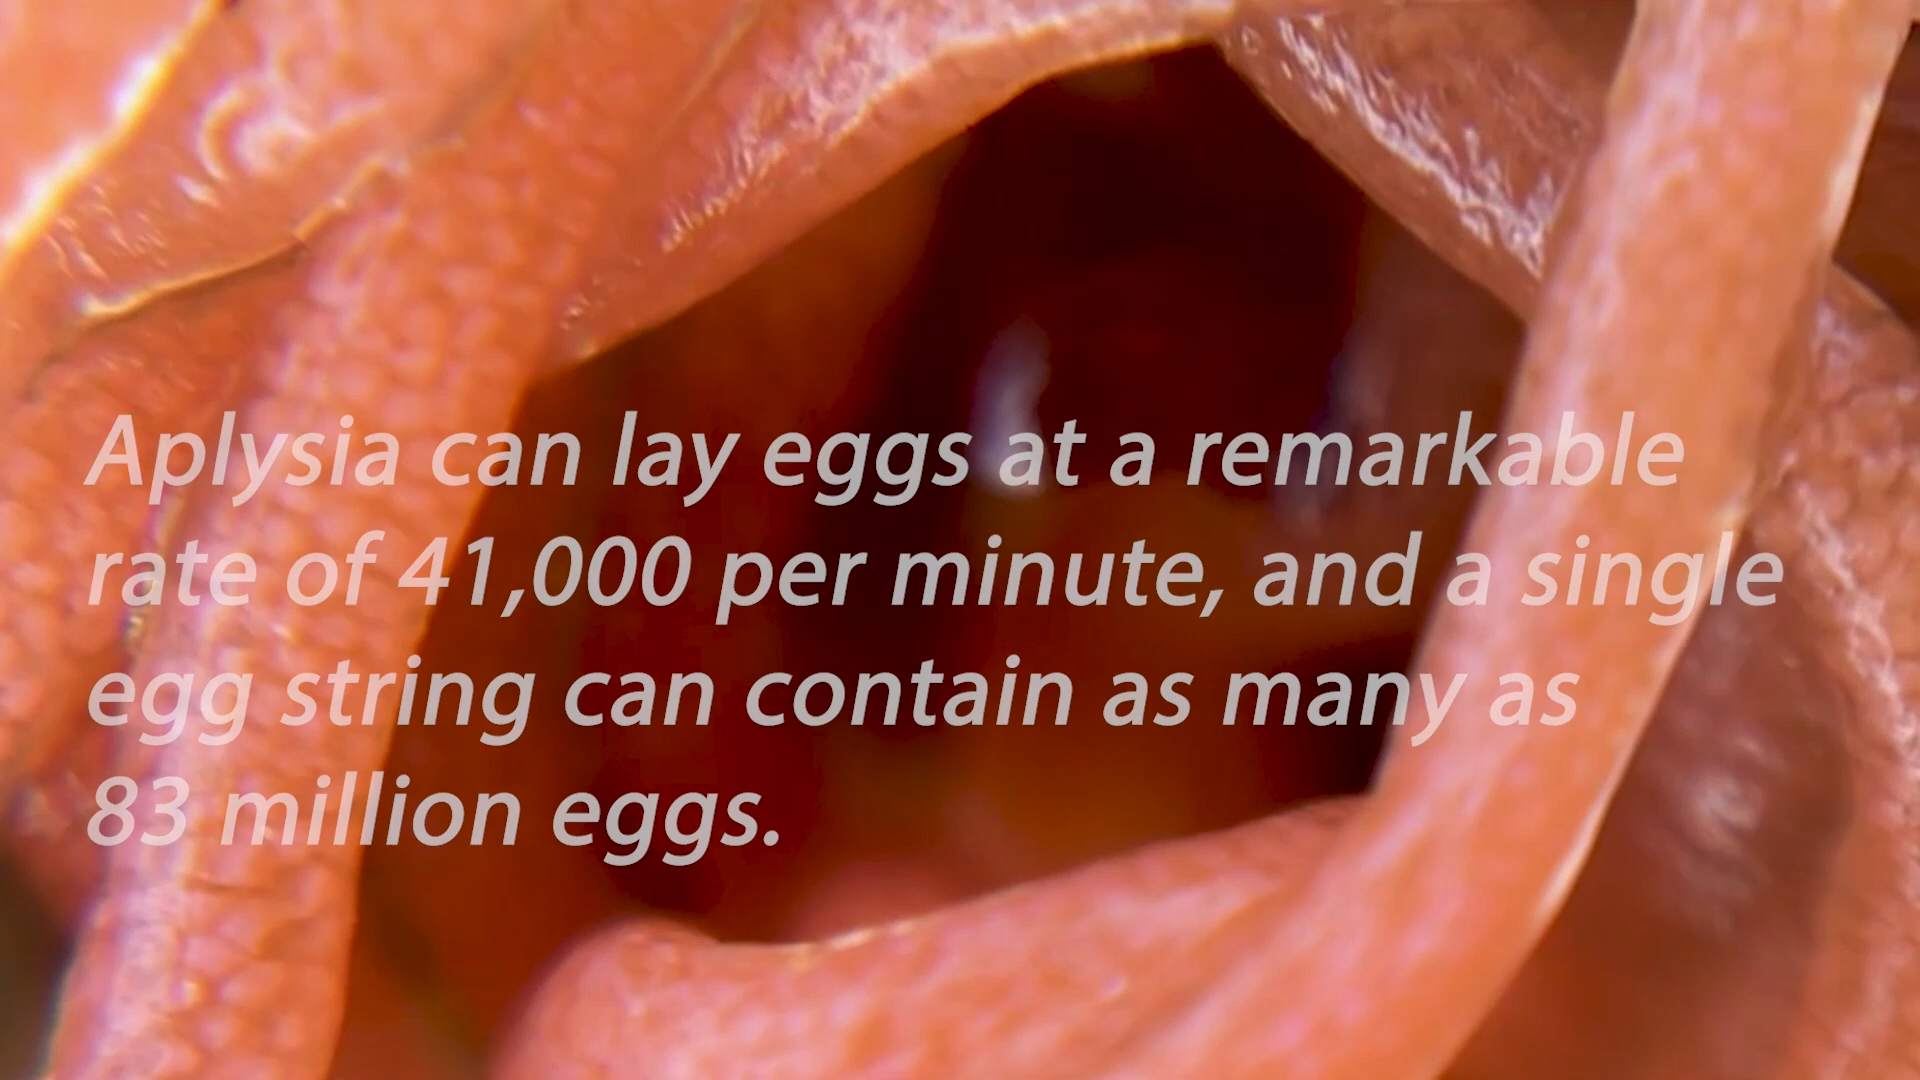 Aplysia can lay eggs at a remarkable
rate of 41,000 per minute, and a single
egg string can contain as many as
83 million eggs.